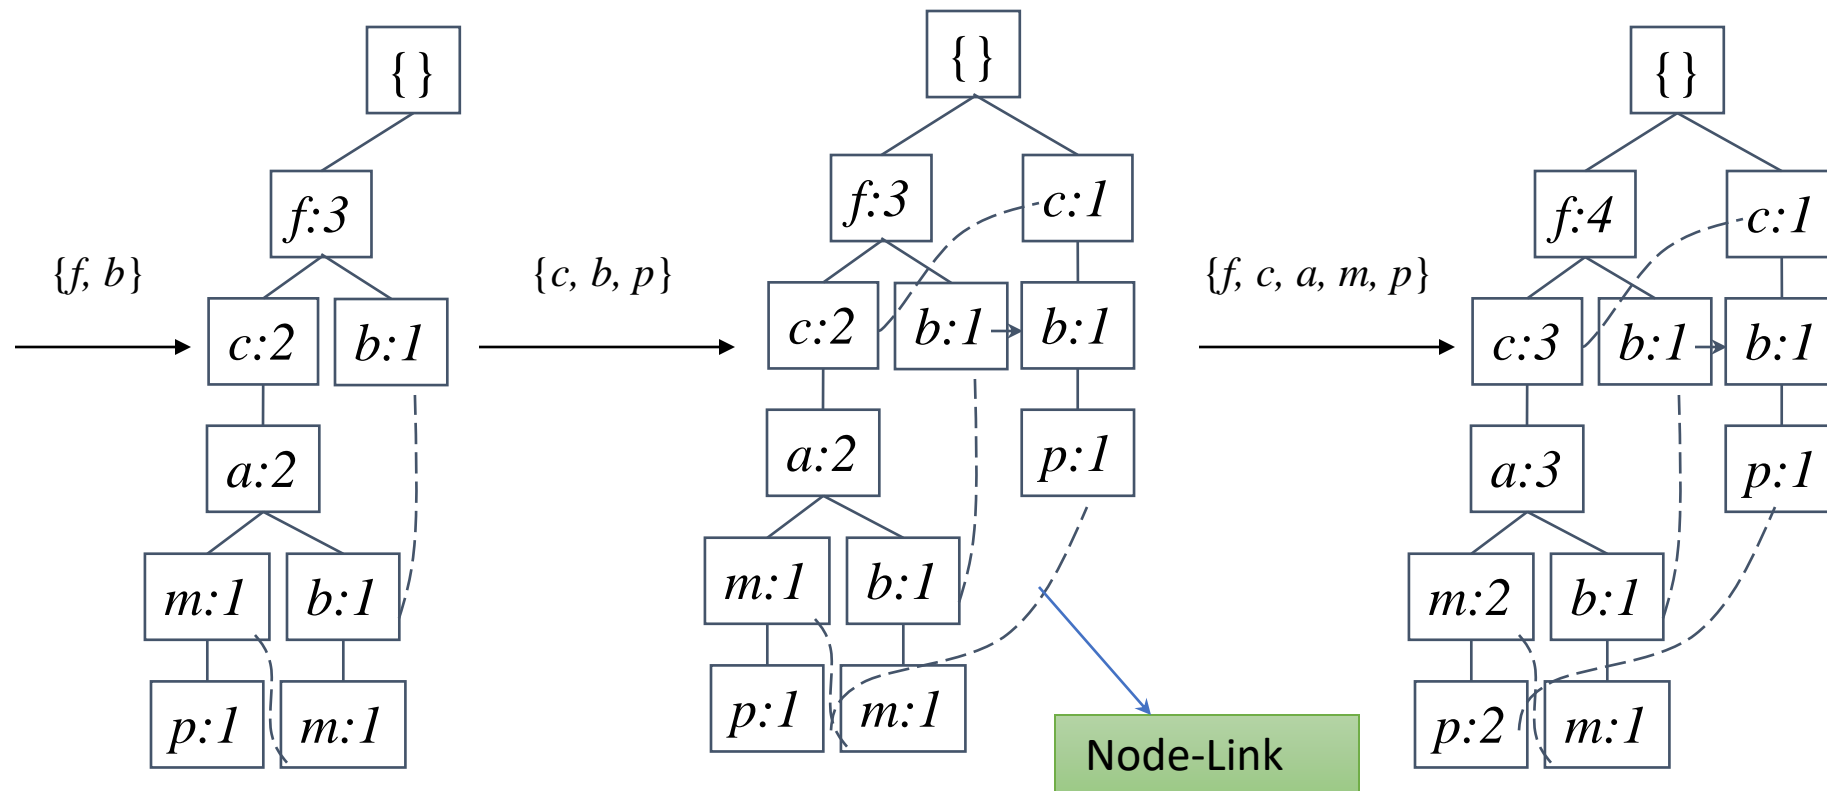 {}
{}
{}
f:3
f:3
c:1
f:4
c:1
{f, b}
{c, b, p}
{f, c, a, m, p}
c:2
b:1
c:2
b:1
b:1
c:3
b:1
b:1
a:2
a:2
p:1
a:3
p:1
m:1
b:1
m:1
b:1
m:2
b:1
p:1
m:1
p:1
m:1
p:2
m:1
Node-Link